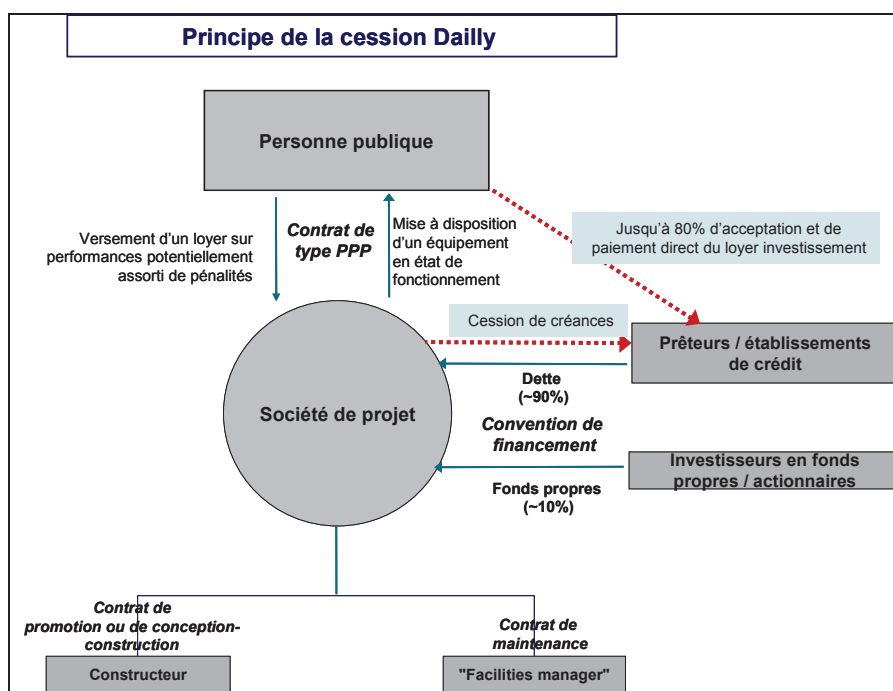 Principe de la cession Dailly
Personne publique
Versement d'un loyer sur
performances potentiellement
assorti de pénalités
Contrat de
type PPP
Mise à disposition
d'un équipement
en état de
fonctionnement
Jusqu'à 80% d'acceptation et de
paiement direct du loyer investissement
Cession de créances
Prêteurs / établissements
de crédit
Dette
(~90%)
Société de projet
Convention de
financement
Investisseurs en fonds
propres / actionnaires
Fonds propres
(~10%)
Contrat de
promotion ou de conception-
construction
Contrat de
maintenance
Constructeur
"Facilities manager"